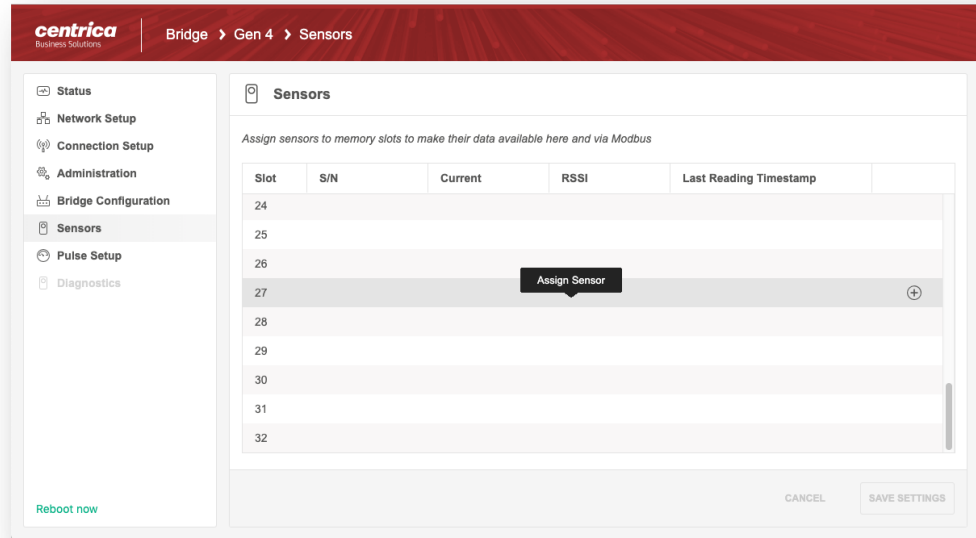 centrica
Business Solutions
Bridge > Gen 4 > Sensors
Status
Network Setup
Connection Setup
Administration
Bridge Configuration
Sensors
Pulse Setup
Diagnostics
Reboot now
Sensors
Assign sensors to memory slots to make their data available here and via Modbus
Slot S/N Current RSSI Last Reading Timestamp
24
25
26
Assign Sensor
27
28
29
30
31
32
CANCEL SAVE SETTINGS